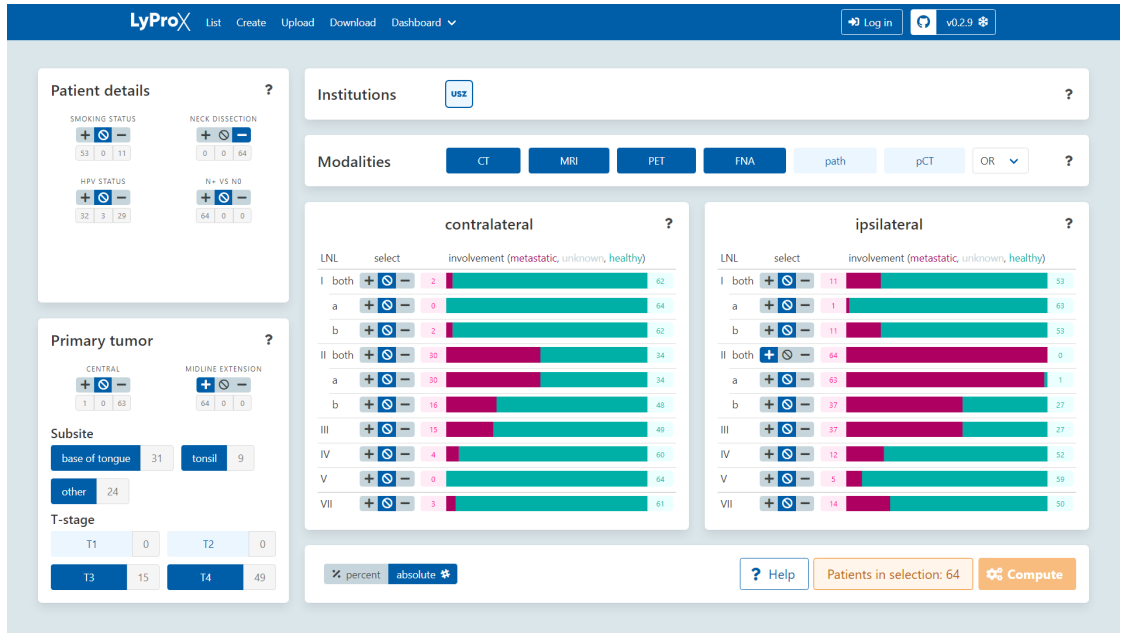 LyProX List Create Upload Download Dashboard Log in v0.2.9
Patient details ?
SMOKING STATUS NECK DISSECTION
53 0 11 0 0 64
HPV STATUS N+ VS N0
32 3 29 64 0 0
Primary tumor ?
CENTRAL MIDLINE EXTENSION
1 0 63 64 0 0
Subsite
base of tongue 31 tonsil 9
other 24
T-stage
T1 0 T2 0
T3 15 T4 49
Institutions USZ ?
Modalities CT MRI PET FNA path pCT OR ?
contralateral ?
LNL select involvement (metastatic, unknown, healthy)
I both + − 2 62
a + − 0 64
b + − 2 62
II both + − 30 34
a + − 30 34
b + − 16 48
III + − 15 49
IV + − 4 60
V + − 0 64
VII + − 3 61
ipsilateral ?
LNL select involvement (metastatic, unknown, healthy)
I both + − 11 53
a + − 1 63
b + − 11 53
II both + − 64 0
a + − 63 1
b + − 37 27
III + − 37 27
IV + − 12 52
V + − 5 59
VII + − 14 50
percent absolute ? Help Patients in selection: 64 Compute